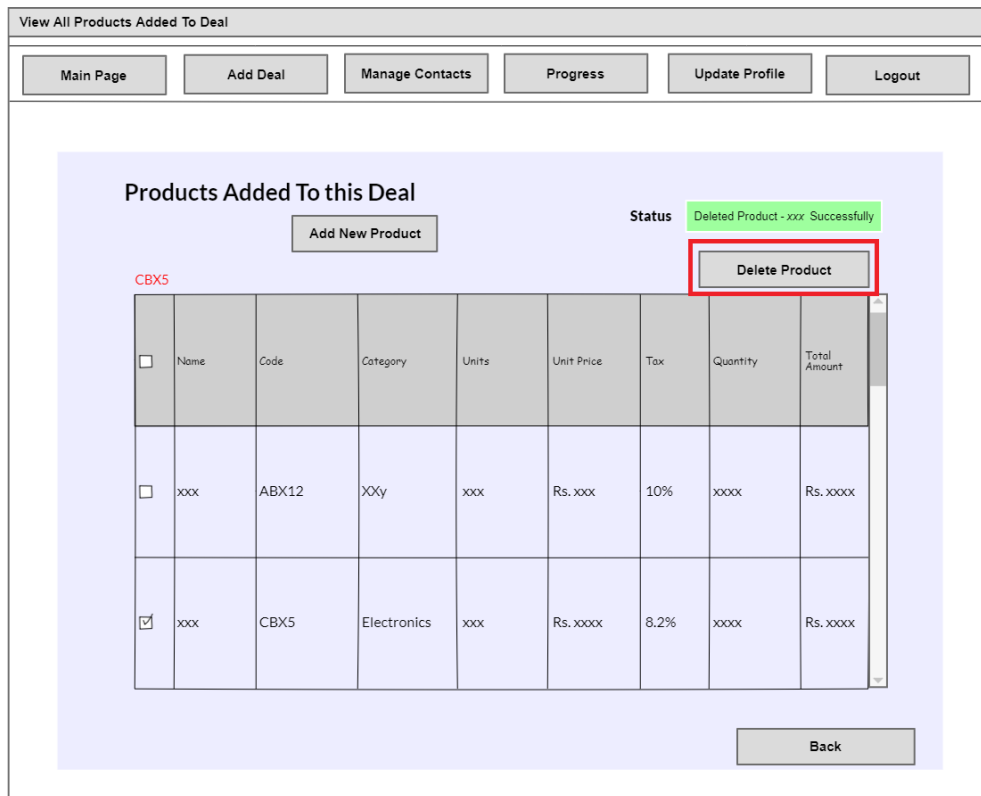 View All Products Added To Deal
Main Page Add Deal Manage Contacts Progress Update Profile Logout
Products Added To this Deal
Status Deleted Product - xxx Successfully
Add New Product
Delete Product
CBX5
Name Code Category Units Unit Price Tax Quantity Total Amount
xxx ABX12 XXy xxx Rs. xxx 10% xxxx Rs. xxxx
xxx CBX5 Electronics xxx Rs. xxxx 8.2% xxxx Rs. xxxx
Back